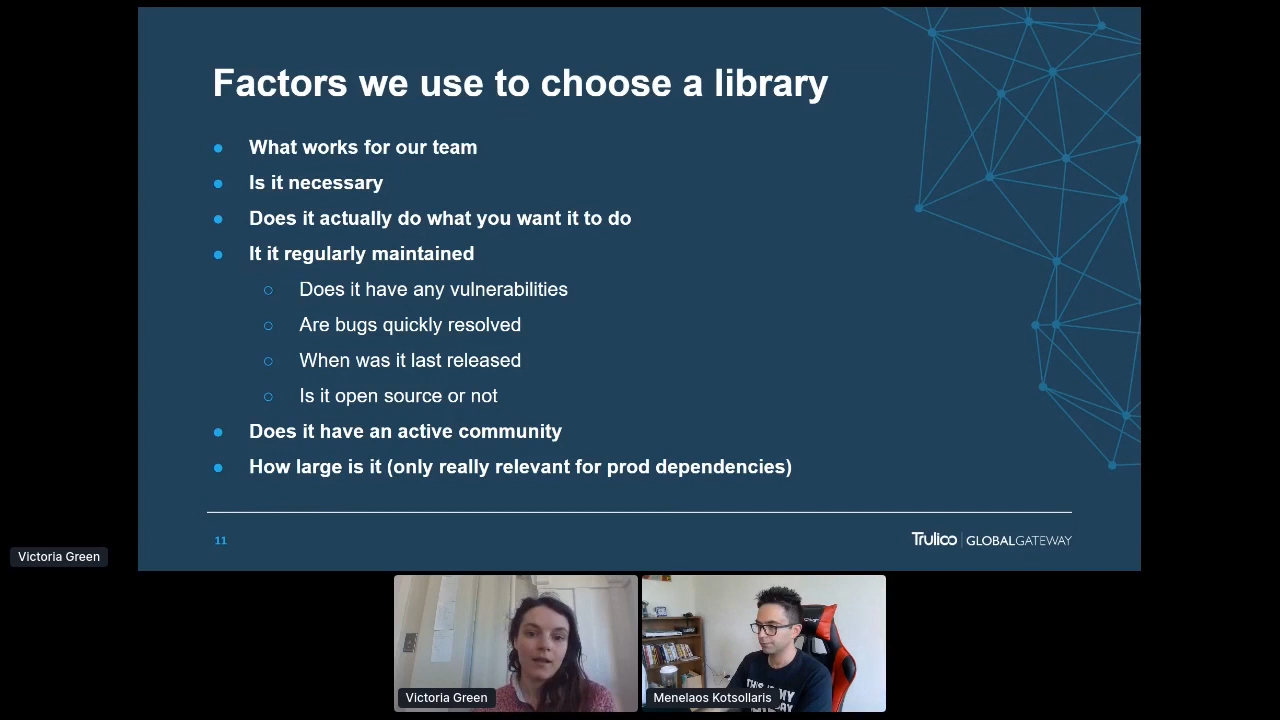 Factors we use to choose a library
What works for our team
Is it necessary
Does it actually do what you want it to do
It it regularly maintained
Does it have any vulnerabilities
Are bugs quickly resolved
When was it last released
Is it open source or not
Does it have an active community
How large is it (only really relevant for prod dependencies)
11
Trulioo GLOBALGATEWAY
Victoria Green
Victoria Green
Menelaos Kotsollaris
THIS IS MY